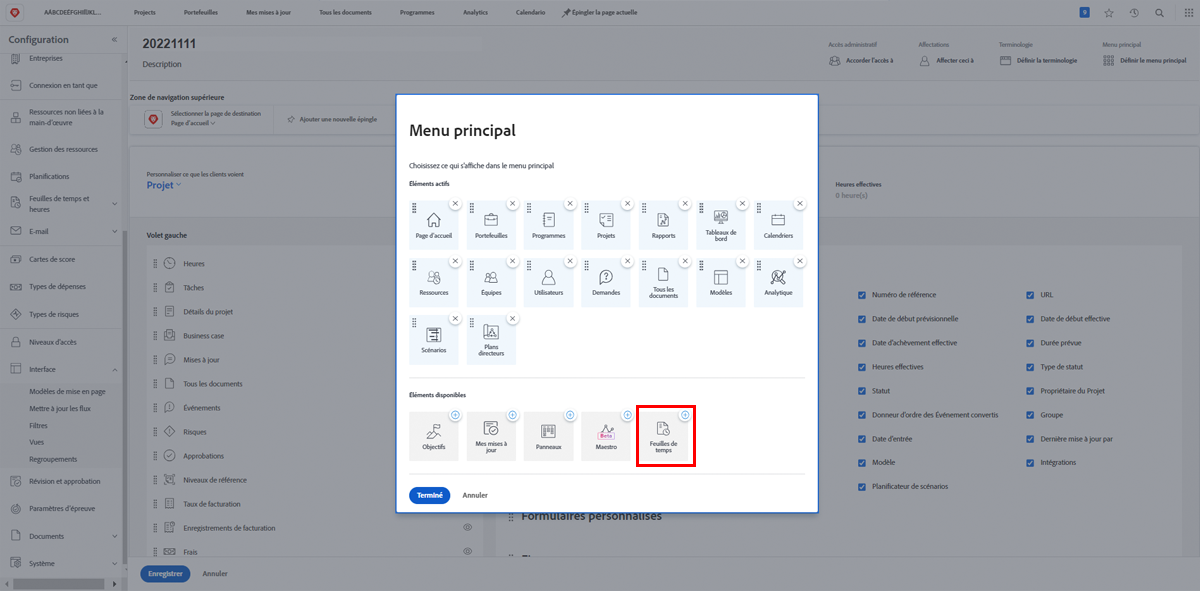 AABCDEÉFGHIÎJKL...
Projects
Portefeuilles
Mes mises à jour
Tous les documents
Programmes
Analytics
Calendario
Épingler la page actuelle
9
Configuration
Entreprises
Connexion en tant que
Ressources non liées à la
main-d'œuvre
Gestion des ressources
Planifications
Feuilles de temps et
heures
E-mail
Cartes de score
Types de dépenses
Types de risques
Niveaux d'accès
Interface
Modèles de mise en page
Mettre à jour les flux
Filtres
Vues
Regroupements
Révision et approbation
Paramètres d'épreuve
Documents
Système
20221111
Description
Accès administratif
Accorder l'accès à
Affectations
Affecter ceci à
Terminologie
Définir la terminologie
Menu principal
Définir le menu principal
Zone de navigation supérieure
Sélectionner la page de destination
Page d'accueil
Ajouter une nouvelle épingle
Personnaliser ce que les clients voient
Projet
Heures effectives
0 heure(s)
Volet gauche
Heures
Tâches
Détails du projet
Business case
Mises à jour
Tous les documents
Événements
Risques
Approbations
Niveaux de référence
Taux de facturation
Enregistrements de facturation
Frais
Menu principal
Choisissez ce qui s'affiche dans le menu principal
Éléments actifs
Page d'accueil
Portefeuilles
Programmes
Projets
Rapports
Tableaux de
bord
Calendriers
Ressources
Équipes
Utilisateurs
Demandes
Tous les
documents
Modèles
Analytique
Scénarios
Plans
directeurs
Éléments disponibles
Objectifs
Mes mises à
jour
Panneaux
Beta
Maestro
Feuilles de
temps
Terminé
Annuler
Numéro de référence
Date de début prévisionnelle
Date d'achèvement effective
Heures effectives
Statut
Donneur d'ordre des Événement convertis
Date d'entrée
Modèle
Planificateur de scénarios
URL
Date de début effective
Durée prévue
Type de statut
Propriétaire du Projet
Groupe
Dernière mise à jour par
Intégrations
Formulaires personnalisés
Enregistrer
Annuler